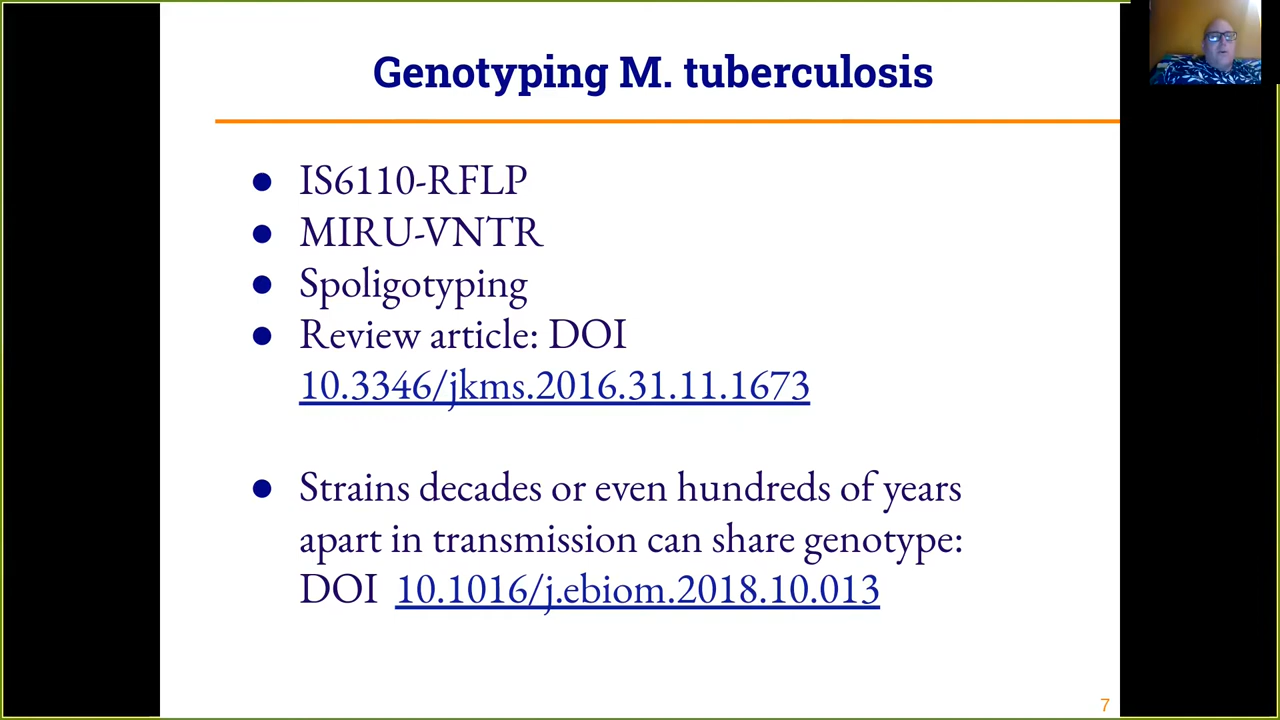 Genotyping M. tuberculosis
● IS6110-RFLP
● MIRU-VNTR
● Spoligotyping
● Review article: DOI
10.3346/jkms.2016.31.11.1673
● Strains decades or even hundreds of years
apart in transmission can share genotype:
DOI 10.1016/j.ebiom.2018.10.013
7